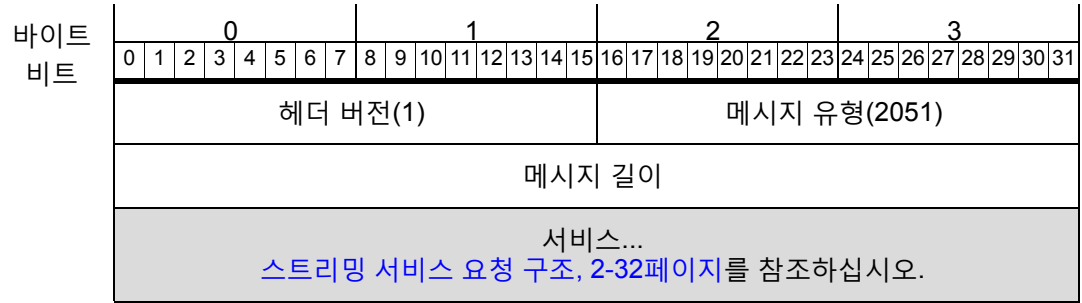 바이트 0 1 2 3
비트 0 1 2 3 4 5 6 7 8 9 10 11 12 13 14 15 16 17 18 19 20 21 22 23 24 25 26 27 28 29 30 31
헤더 버전(1) 메시지 유형(2051)
메시지 길이
서비스...
스트리밍 서비스 요청 구조, 2-32페이지를 참조하십시오.